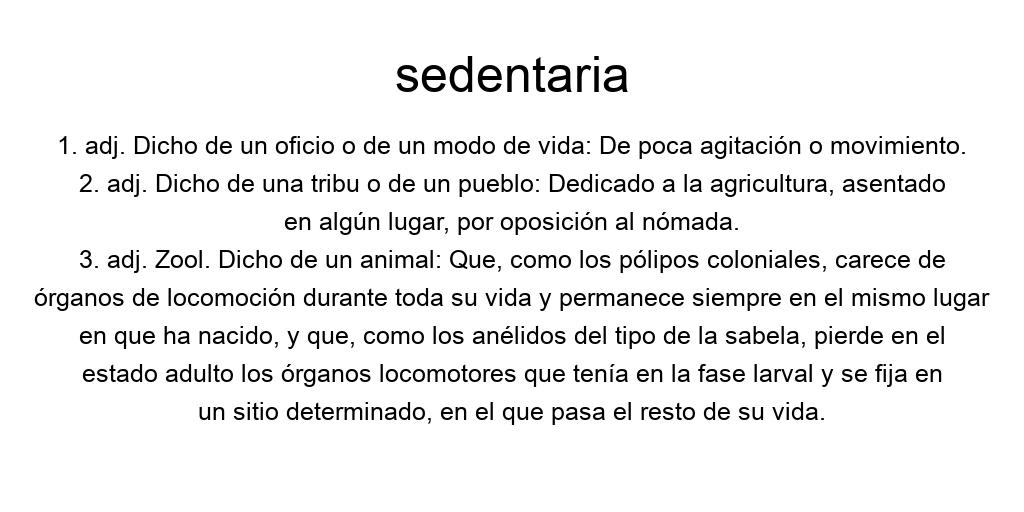 sedentaria
1. adj. Dicho de un oficio o de un modo de vida: De poca agitación o movimiento.
2. adj. Dicho de una tribu o de un pueblo: Dedicado a la agricultura, asentado
en algún lugar, por oposición al nómada.
3. adj. Zool. Dicho de un animal: Que, como los pólipos coloniales, carece de
órganos de locomoción durante toda su vida y permanece siempre en el mismo lugar
en que ha nacido, y que, como los anélidos del tipo de la sabela, pierde en el
estado adulto los órganos locomotores que tenía en la fase larval y se fija en
un sitio determinado, en el que pasa el resto de su vida.